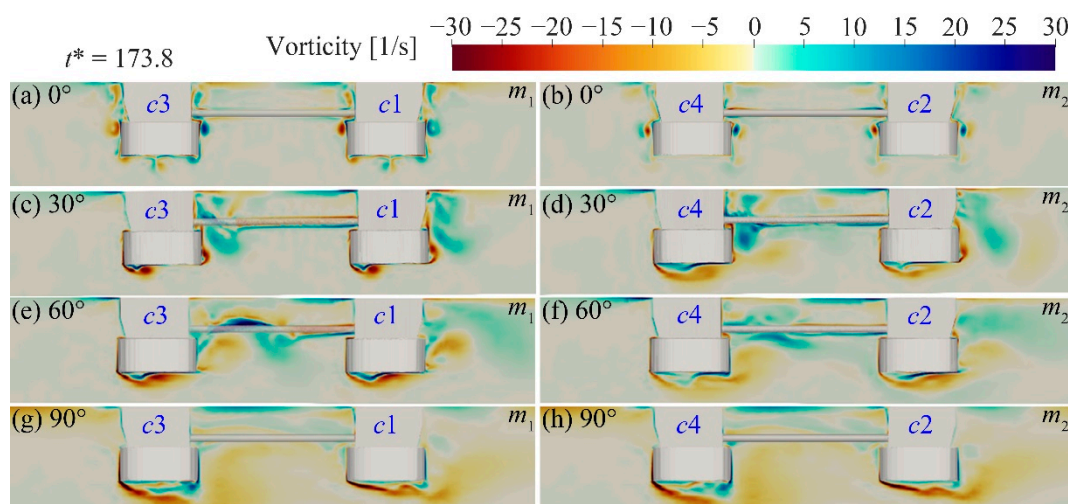 −30 −25 −20 −15 −10 −5 0 5 10 15 20 25 30
t* = 173.8 Vorticity [1/s]
(a) 0° c3 c1 m₁ (b) 0° c4 c2 m₂
(c) 30° c3 c1 m₁ (d) 30° c4 c2 m₂
(e) 60° c3 c1 m₁ (f) 60° c4 c2 m₂
(g) 90° c3 c1 m₁ (h) 90° c4 c2 m₂